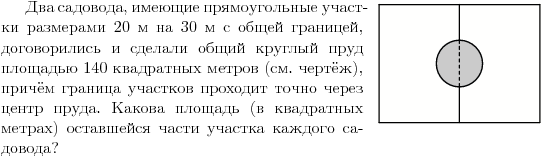 Два садовода, имеющие прямоугольные участ-
ки размерами 20 м на 30 м с общей границей,
договорились и сделали общий круглый пруд
площадью 140 квадратных метров (см. чертёж),
причём граница участков проходит точно через
центр пруда. Какова площадь (в квадратных
метрах) оставшейся части участка каждого са-
довода?